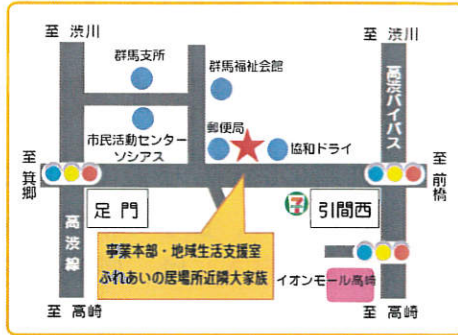 至 渋川
至 渋川
群馬支所
群馬福祉会館
高渋バイパス
市民活動センター
ソシアス
郵便局
協和ドライ
至 箕郷
至 前橋
足門
引間西
高渋線
事業本部・地域生活支援室
ふれあいの居場所近隣大家族
イオンモール高崎
至 高崎
至 高崎